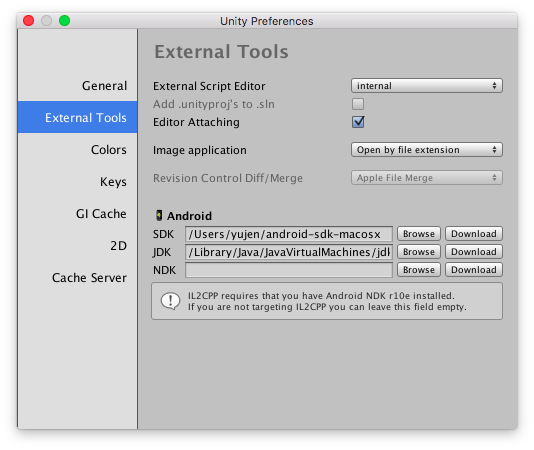 Unity Preferences
General
External Tools
Colors
Keys
GI Cache
2D
Cache Server
External Tools
External Script Editor internal
Add .unityproj's to .sln
Editor Attaching
Image application Open by file extension
Revision Control Diff/Merge Apple File Merge
Android
SDK /Users/yujen/android-sdk-macosx Browse Download
JDK /Library/Java/JavaVirtualMachines/jdk Browse Download
NDK Browse Download
IL2CPP requires that you have Android NDK r10e installed.
If you are not targeting IL2CPP you can leave this field empty.